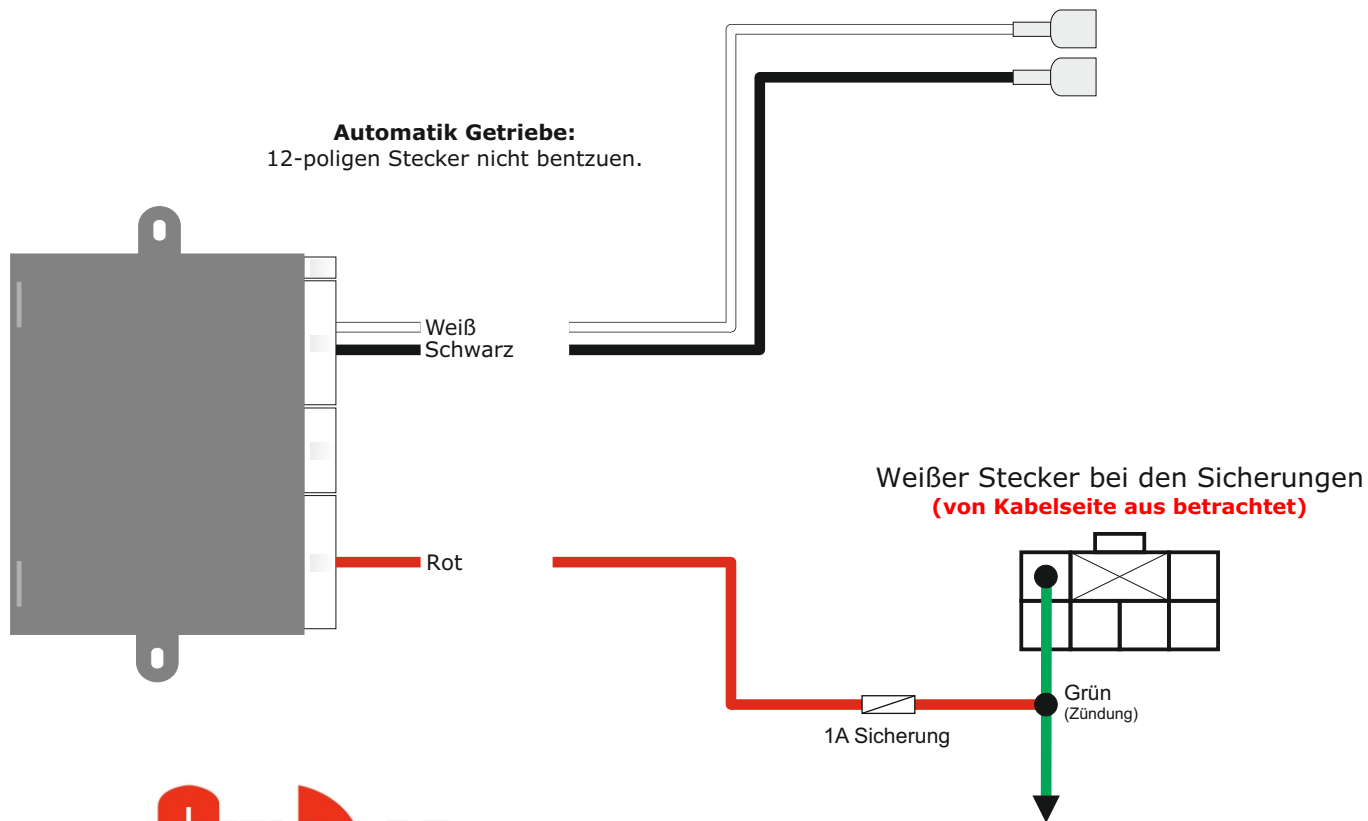 Automatik Getriebe:
12-poligen Stecker nicht bentzuen.
Weiß
Schwarz
Weißer Stecker bei den Sicherungen
(von Kabelseite aus betrachtet)
Rot
Grün
(Zündung)
1A Sicherung